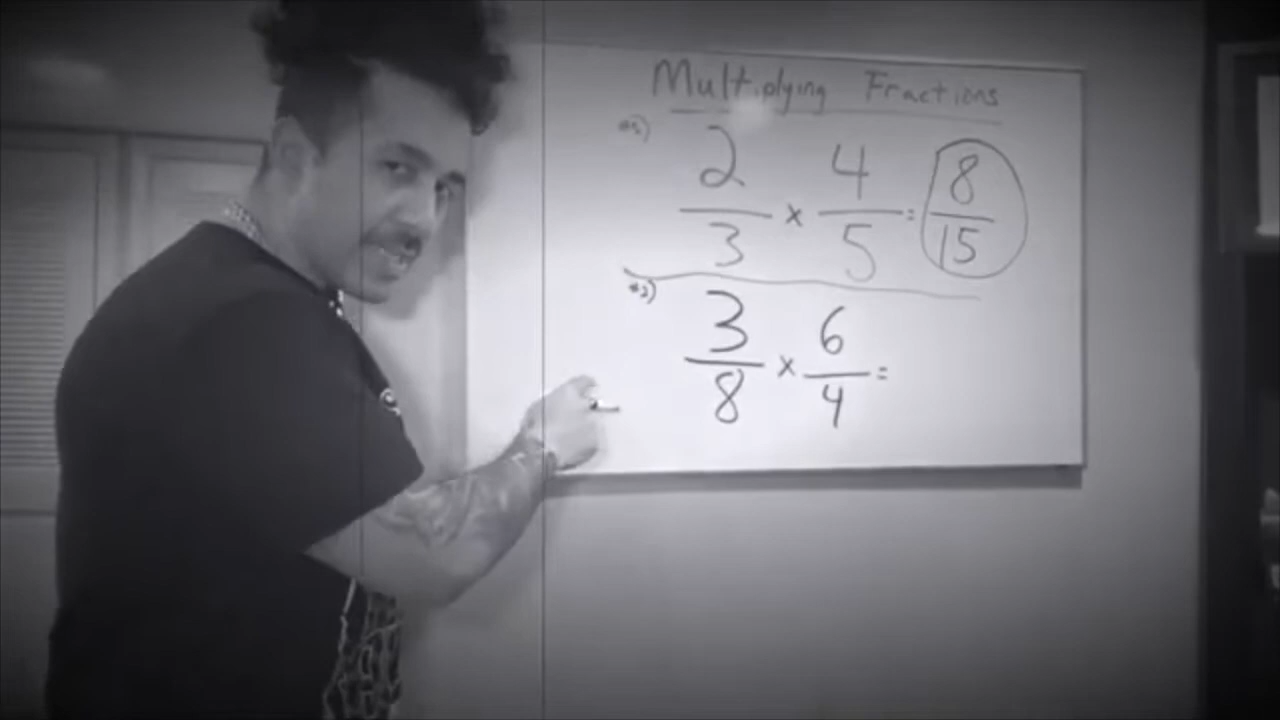 Multiplying Fractions
#1)
2/3 × 4/5 = 8/15
#2)
3/8 × 6/4 =